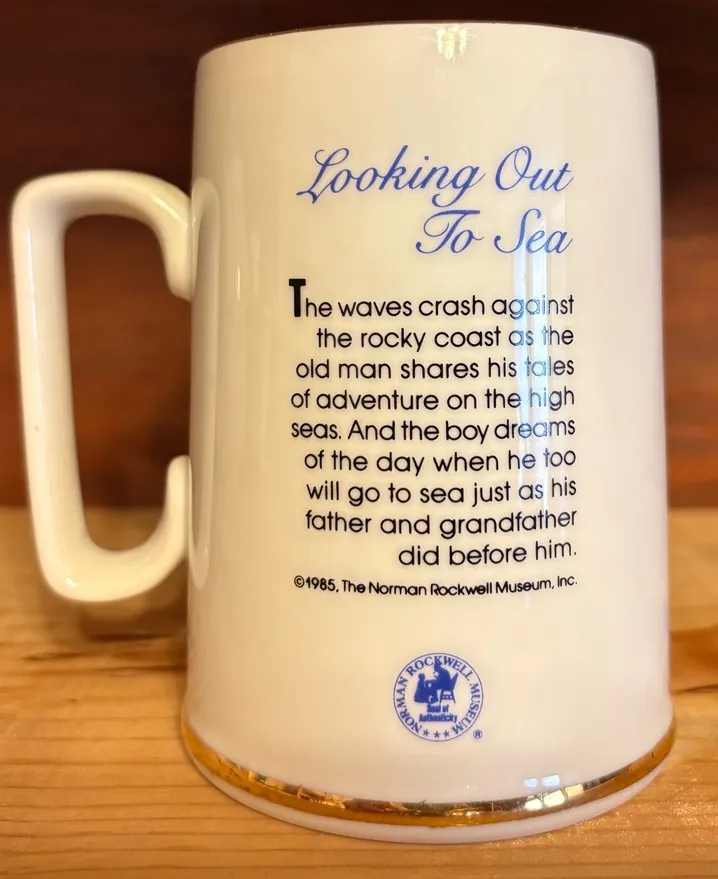 Looking Out
To Sea
The waves crash against
the rocky coast as the
old man shares his tales
of adventure on the high
seas. And the boy dreams
of the day when he too
will go to sea just as his
father and grandfather
did before him.
©1985, The Norman Rockwell Museum, Inc.
NORMAN ROCKWELL MUSEUM
Seal of
Authenticity
®